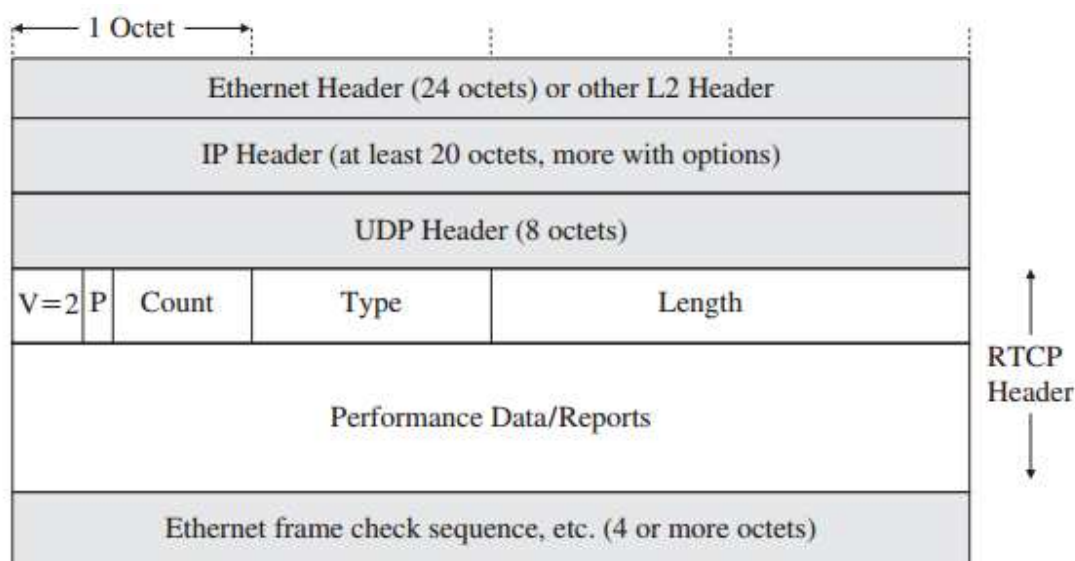 1 Octet
Ethernet Header (24 octets) or other L2 Header
IP Header (at least 20 octets, more with options)
UDP Header (8 octets)
V=2 P Count Type Length
RTCP
Header
Performance Data/Reports
Ethernet frame check sequence, etc. (4 or more octets)